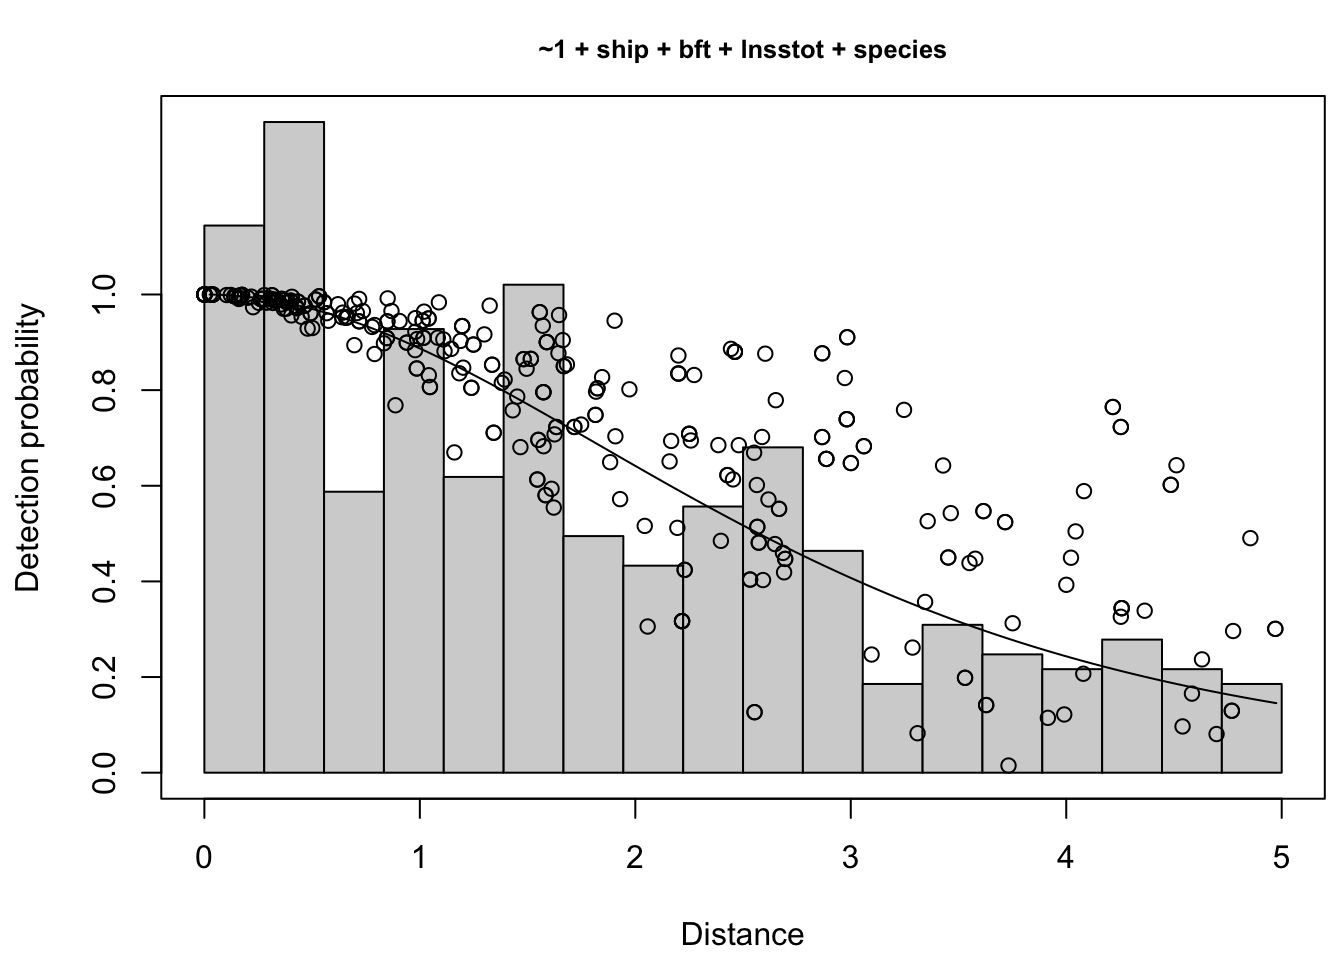 ~1 + ship + bft + lnsstot + species
Detection probability
1.0
0.8
0.6
0.4
0.2
0.0
0 1 2 3 4 5
Distance